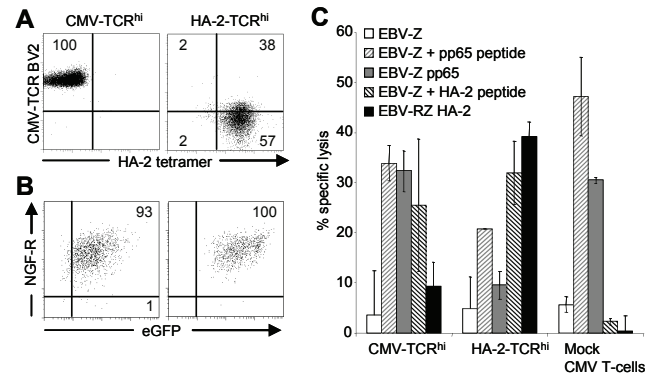 A
CMV-TCRhi
HA-2-TCRhi
CMV-TCR BV2
100
2
38
2
57
HA-2 tetramer
B
NGF-R
93
1
100
eGFP
C
EBV-Z
EBV-Z + pp65 peptide
EBV-Z pp65
EBV-Z + HA-2 peptide
EBV-RZ HA-2
% specific lysis
60
50
40
30
20
10
0
CMV-TCRhi
HA-2-TCRhi
Mock
CMV T-cells